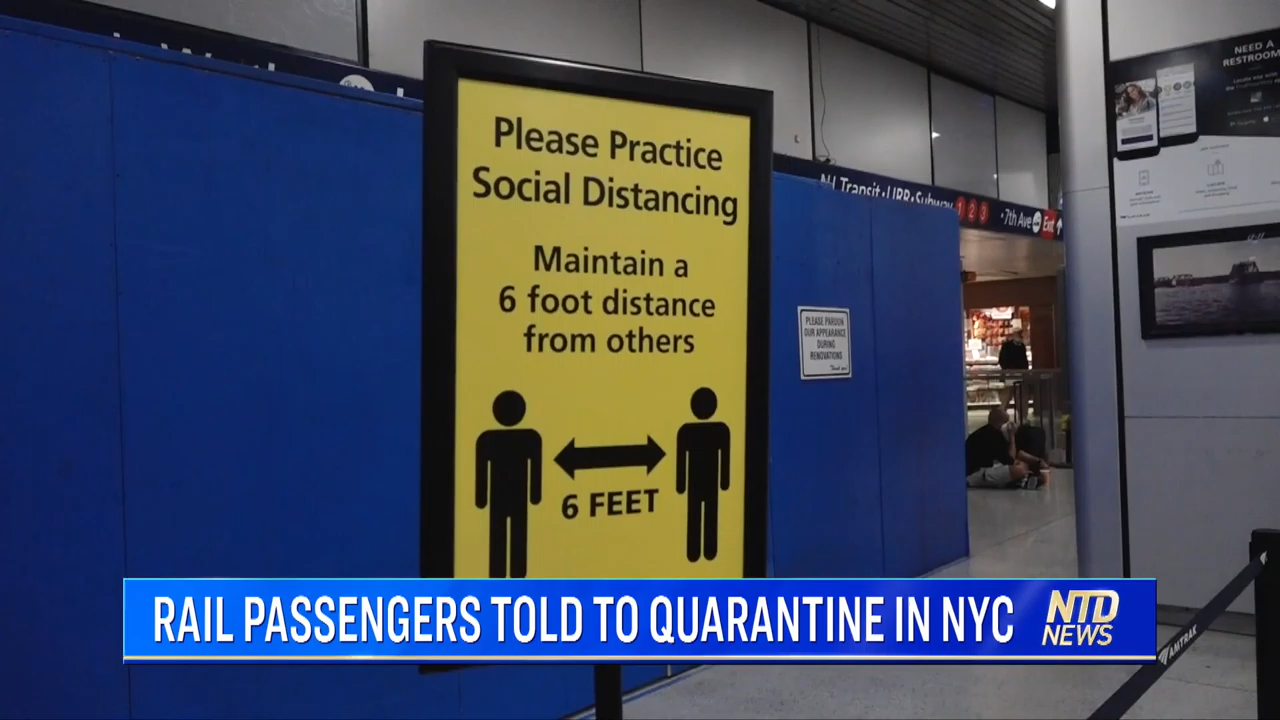 Please Practice
Social Distancing
Maintain a
6 foot distance
from others
6 FEET
NJ Transit • LIRR • Subway 1 2 3 • 7th Ave Exit
PLEASE PARDON
OUR APPEARANCE
DURING
RENOVATIONS
Thank you
NEED A
RESTROOM
RAIL PASSENGERS TOLD TO QUARANTINE IN NYC
NTD
NEWS
AMTRAK